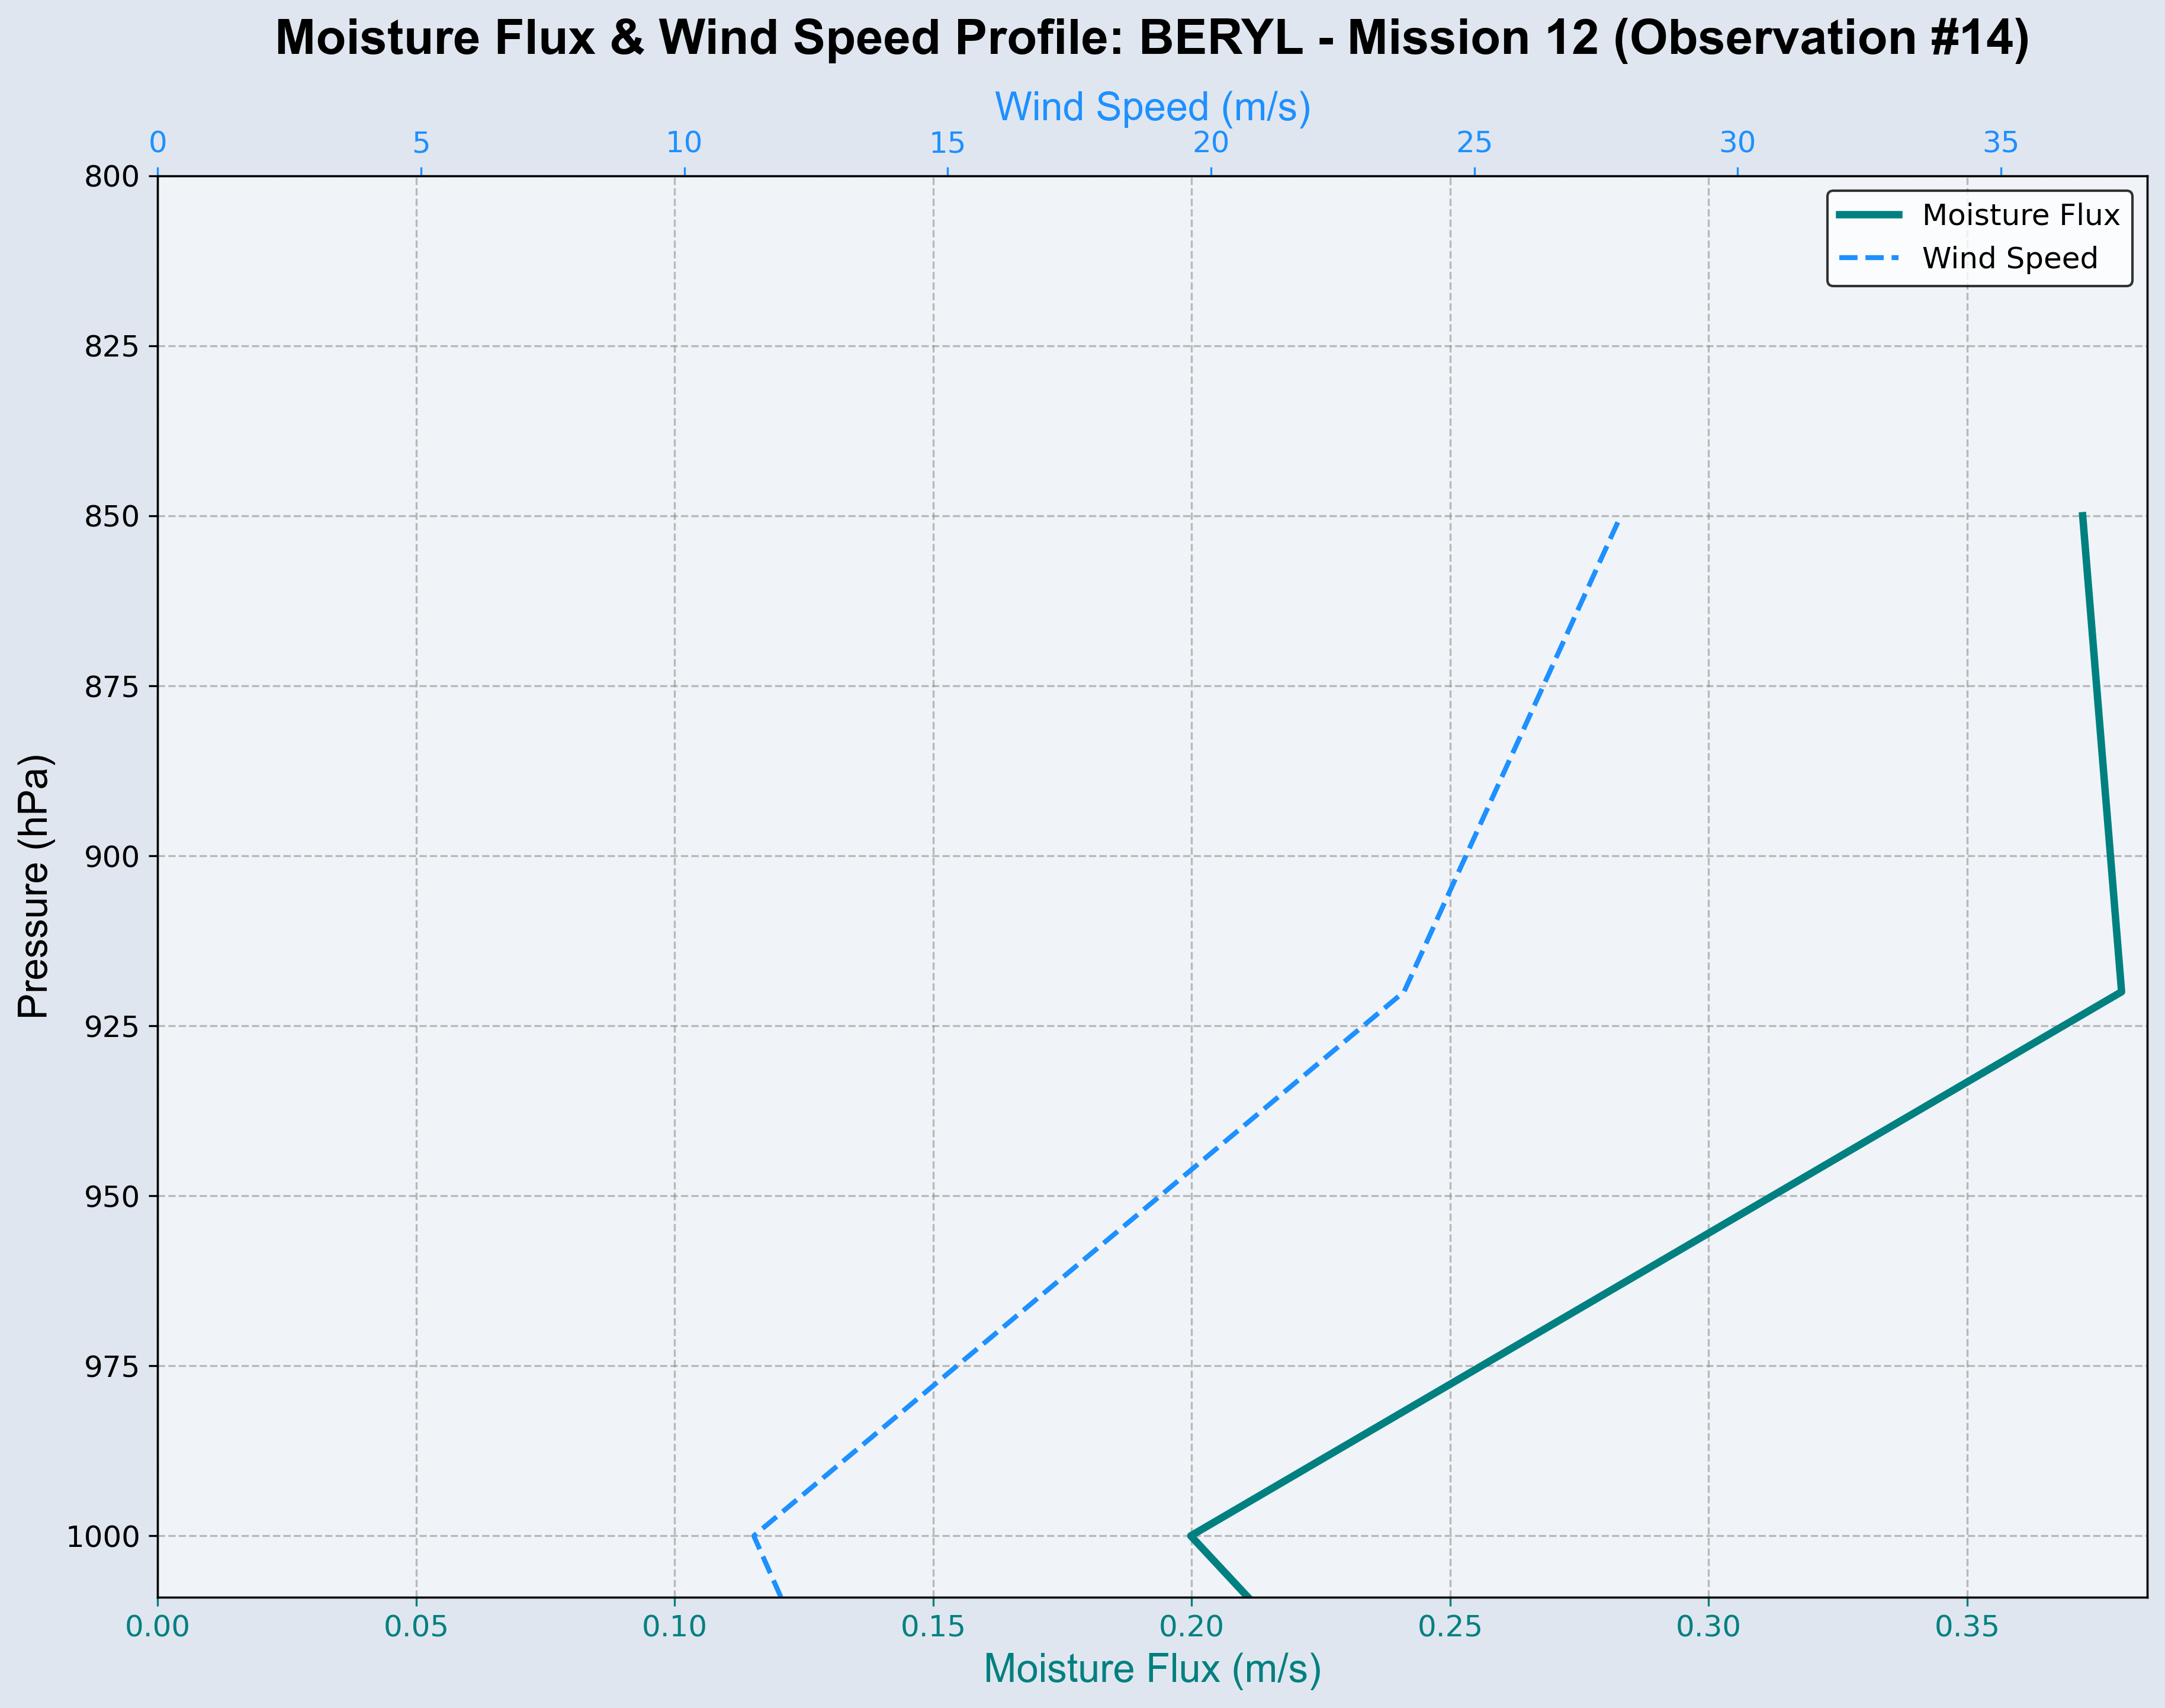 Moisture Flux & Wind Speed Profile: BERYL - Mission 12 (Observation #14)
Wind Speed (m/s)
0 5 10 15 20 25 30 35
Moisture Flux
Wind Speed
800
825
850
875
900
925
950
975
1000
Pressure (hPa)
0.00 0.05 0.10 0.15 0.20 0.25 0.30 0.35
Moisture Flux (m/s)